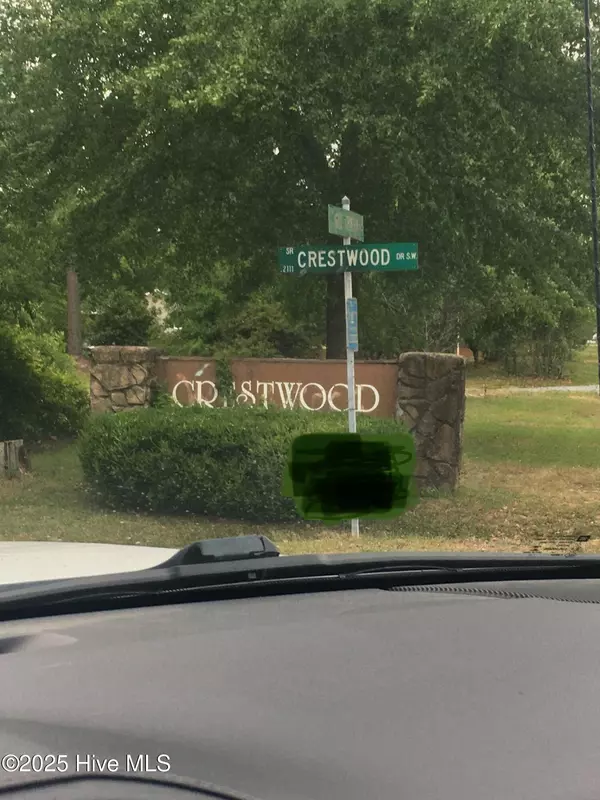 SR 2111 CRESTWOOD DR S.W.
CRESTWOOD
©2025 Hive MLS